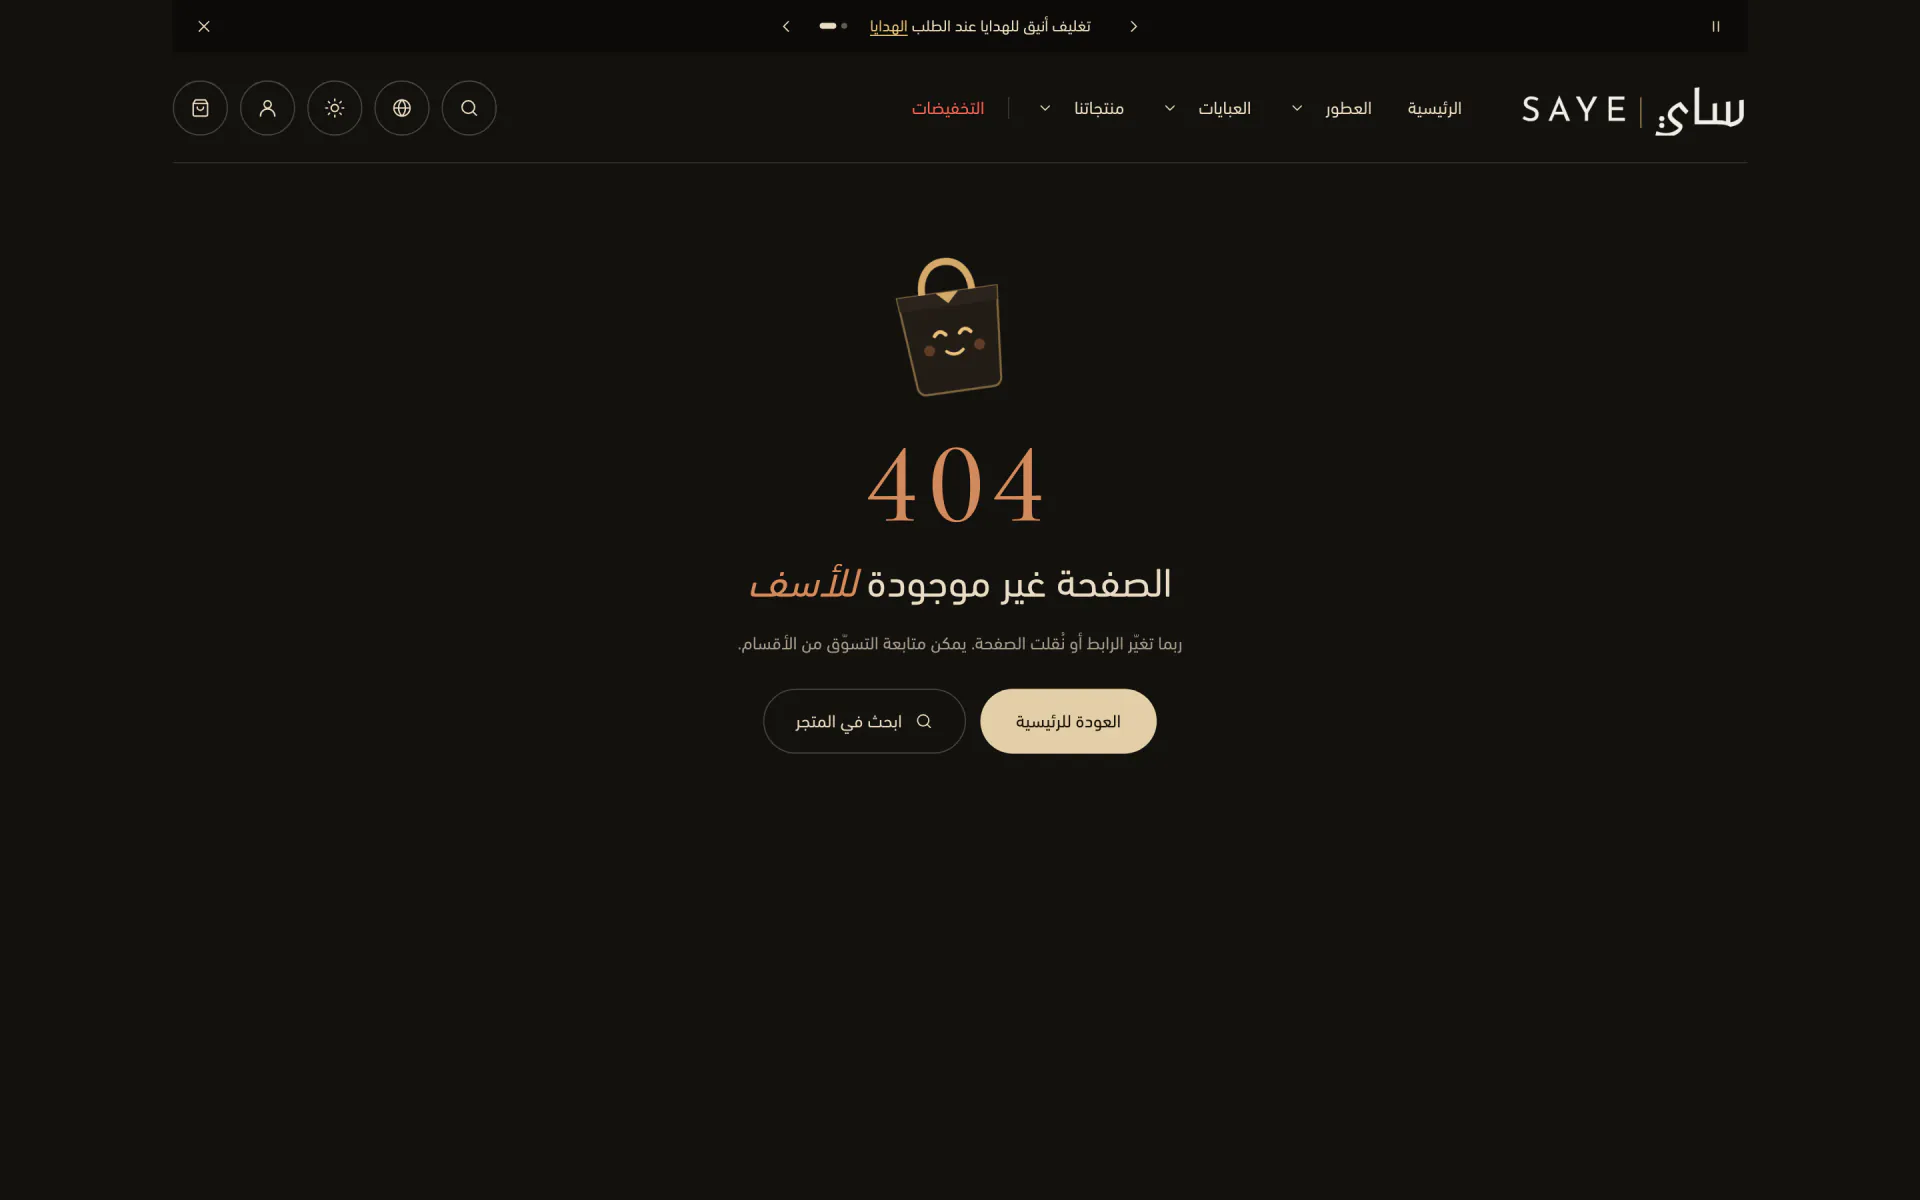 تغليف أنيق للهدايا عند الطلب الهدايا
ساي | SAYE
الرئيسية
العطور
العبايات
منتجاتنا
التخفيضات
404
الصفحة غير موجودة للأسف
ربما تغيّر الرابط أو نُقلت الصفحة. يمكن متابعة التسوّق من الأقسام.
العودة للرئيسية
ابحث في المتجر